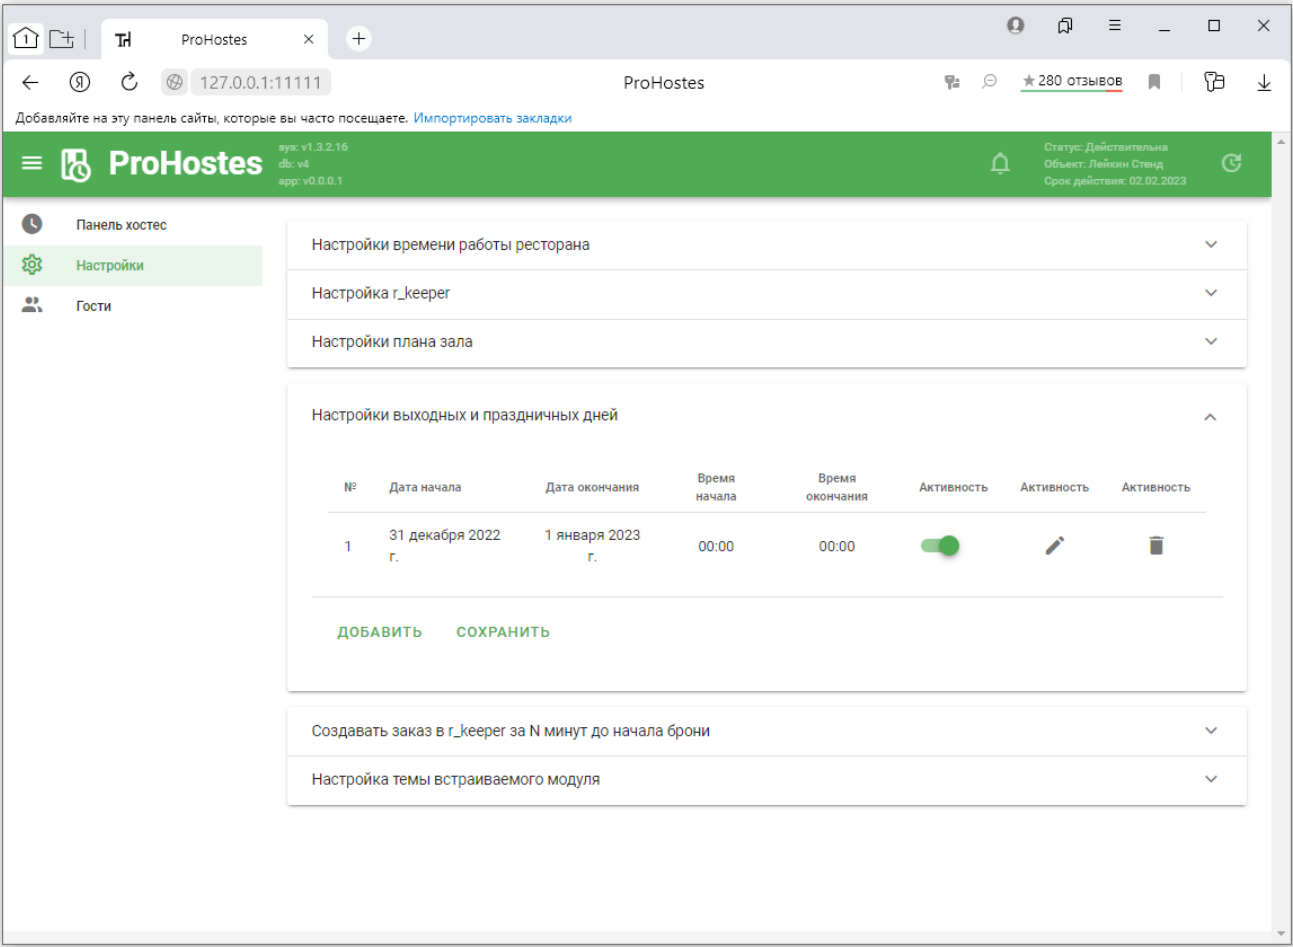 1
ProHostes
Я
127.0.0.1:11111
ProHostes
★ 280 отзывов
Добавляйте на эту панель сайты, которые вы часто посещаете. Импортировать закладки
ProHostes
sys: v1.3.2.16
db: v4
app: v0.0.0.1
Статус: Действительна
Объект: Лейкин Стенд
Срок действия: 02.02.2023
Панель хостес
Настройки
Гости
Настройки времени работы ресторана
Настройка r_keeper
Настройки плана зала
Настройки выходных и праздничных дней
№ Дата начала Дата окончания Время начала Время окончания Активность Активность Активность
1 31 декабря 2022 г. 1 января 2023 г. 00:00 00:00
ДОБАВИТЬ СОХРАНИТЬ
Создавать заказ в r_keeper за N минут до начала брони
Настройка темы встраиваемого модуля